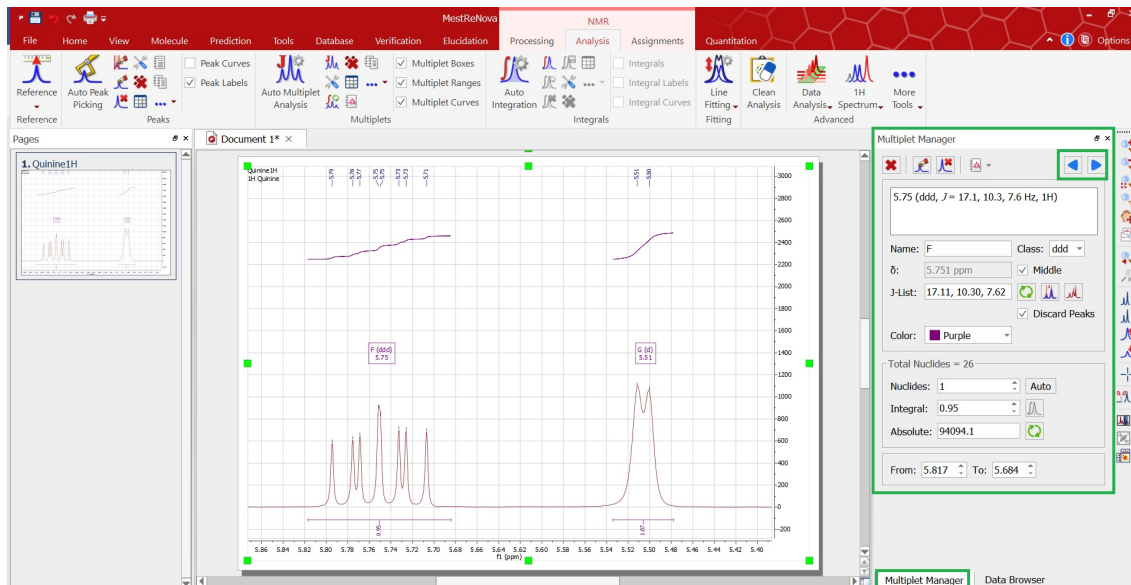 MestReNova
NMR
File Home View Molecule Prediction Tools Database Verification Elucidation Processing Analysis Assignments Quantitation
Options
Reference
Auto Peak
Picking
Peak Curves
Peak Labels
Auto Multiplet
Analysis
Multiplet Boxes
Multiplet Ranges
Multiplet Curves
Auto
Integration
Integrals
Integral Labels
Integral Curves
Line
Fitting
Clean
Analysis
Data
Analysis
1H
Spectrum
More
Tools
Reference Peaks Multiplets Integrals Fitting Advanced
Pages
1. Quinine1H
Document 1*
Quinine1H
1H Quinine
5.79 5.78 5.77 5.75 5.75 5.73 5.73 5.71 5.51 5.50
F (ddd)
5.75
G (d)
5.51
3000
2800
2600
2400
2200
2000
1800
1600
1400
1200
1000
800
600
400
200
0
-200
0.95
1.07
5.86 5.84 5.82 5.80 5.78 5.76 5.74 5.72 5.70 5.68 5.66 5.64 5.62 5.60 5.58 5.56 5.54 5.52 5.50 5.48 5.46 5.44 5.42 5.40
f1 (ppm)
Multiplet Manager
5.75 (ddd, J = 17.1, 10.3, 7.6 Hz, 1H)
Name: F Class: ddd
δ: 5.751 ppm Middle
J-List: 17.11, 10.30, 7.62
Discard Peaks
Color: Purple
Total Nuclides = 26
Nuclides: 1 Auto
Integral: 0.95
Absolute: 94094.1
From: 5.817 To: 5.684
Multiplet Manager Data Browser